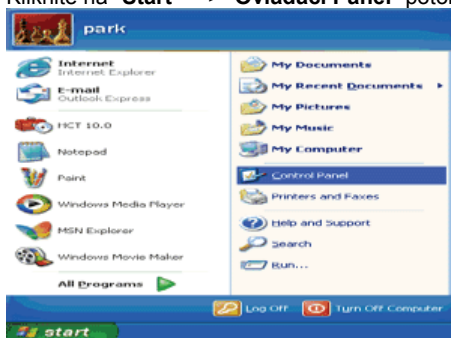 Kliknite na "Start" -> "Ovládací Panel" potom
park
Internet
Internet Explorer
E-mail
Outlook Express
HCT 10.0
Notepad
Paint
Windows Media Player
MSN Explorer
Windows Movie Maker
All Programs
My Documents
My Recent Documents
My Pictures
My Music
My Computer
Control Panel
Printers and Faxes
Help and Support
Search
Run...
Log Off
Turn Off Computer
start